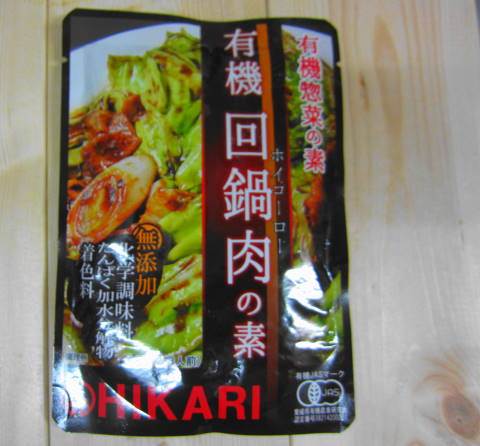 有機惣菜の素
有機 回鍋肉の素
ホイコーロー
無添加
化学調味料
たんぱく加水分解物
着色料
HIKARI
有機JASマーク
JAS